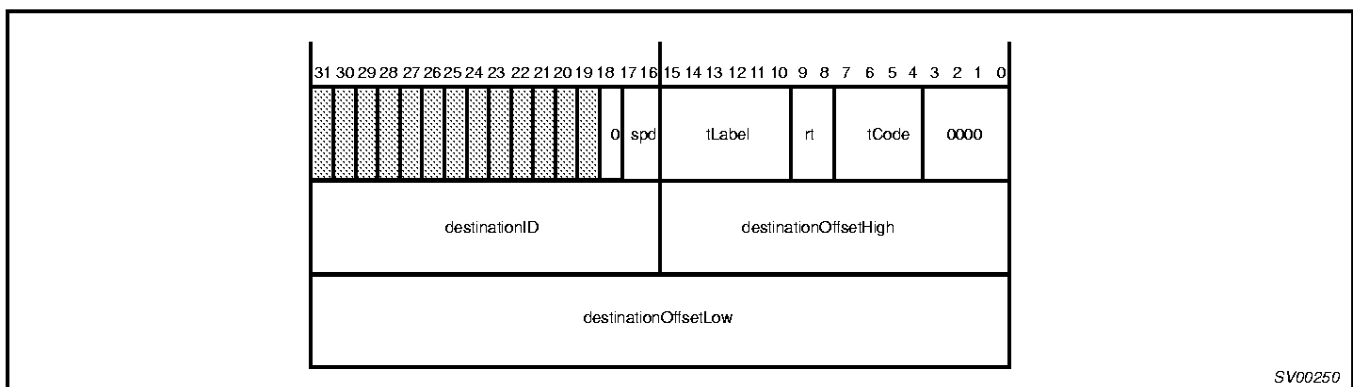 31 30 29 28 27 26 25 24 23 22 21 20 19 18 17 16 15 14 13 12 11 10 9 8 7 6 5 4 3 2 1 0
0 spd tLabel rt tCode 0000
destinationID destinationOffsetHigh
destinationOffsetLow
SV00250